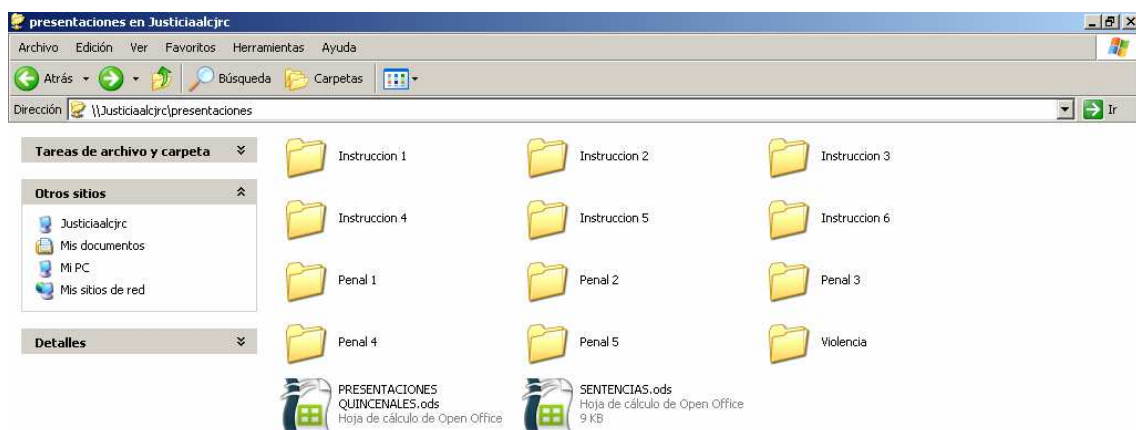 presentaciones en Justiciaalcjrc
Archivo Edición Ver Favoritos Herramientas Ayuda
Atrás Búsqueda Carpetas
Dirección \\Justiciaalcjrc\presentaciones Ir
Tareas de archivo y carpeta
Otros sitios
Justiciaalcjrc
Mis documentos
Mi PC
Mis sitios de red
Detalles
Instruccion 1 Instruccion 2 Instruccion 3
Instruccion 4 Instruccion 5 Instruccion 6
Penal 1 Penal 2 Penal 3
Penal 4 Penal 5 Violencia
PRESENTACIONES
QUINCENALES.ods
Hoja de cálculo de Open Office
SENTENCIAS.ods
Hoja de cálculo de Open Office
9 KB